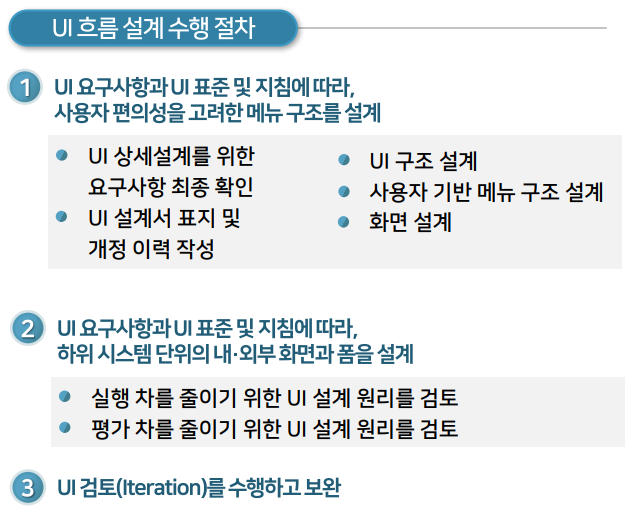 UI 흐름 설계 수행 절차
1 UI 요구사항과 UI 표준 및 지침에 따라,
사용자 편의성을 고려한 메뉴 구조를 설계
UI 상세설계를 위한
요구사항 최종 확인
UI 설계서 표지 및
개정 이력 작성
UI 구조 설계
사용자 기반 메뉴 구조 설계
화면 설계
2 UI 요구사항과 UI 표준 및 지침에 따라,
하위 시스템 단위의 내·외부 화면과 폼을 설계
실행 차를 줄이기 위한 UI 설계 원리를 검토
평가 차를 줄이기 위한 UI 설계 원리를 검토
3 UI 검토(Iteration)를 수행하고 보완